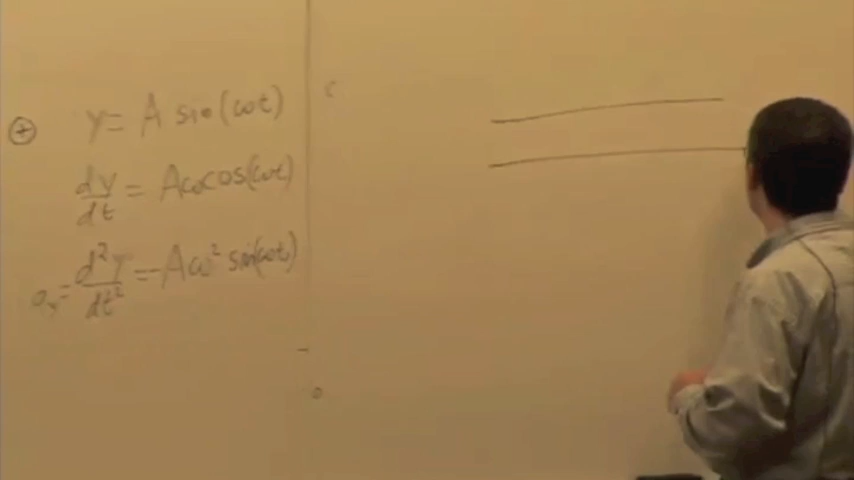 (+) y = A sin(ωt)
dy/dt = Aω cos(ωt)
a_y = d²y/dt² = -Aω² sin(ωt)